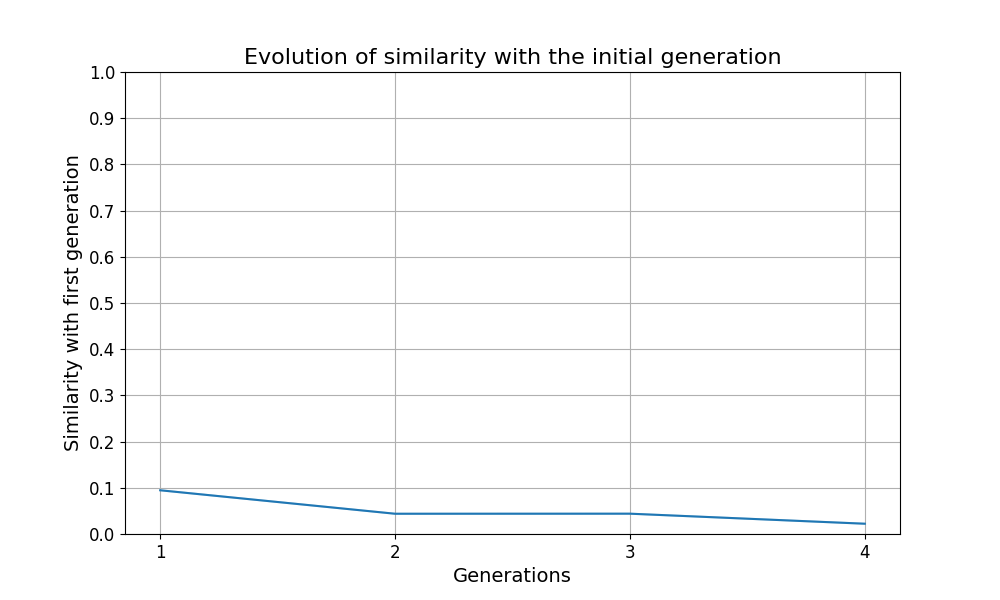 Evolution of similarity with the initial generation
1.0
0.9
0.8
0.7
0.6
0.5
0.4
0.3
0.2
0.1
0.0
Similarity with first generation
1 2 3 4
Generations